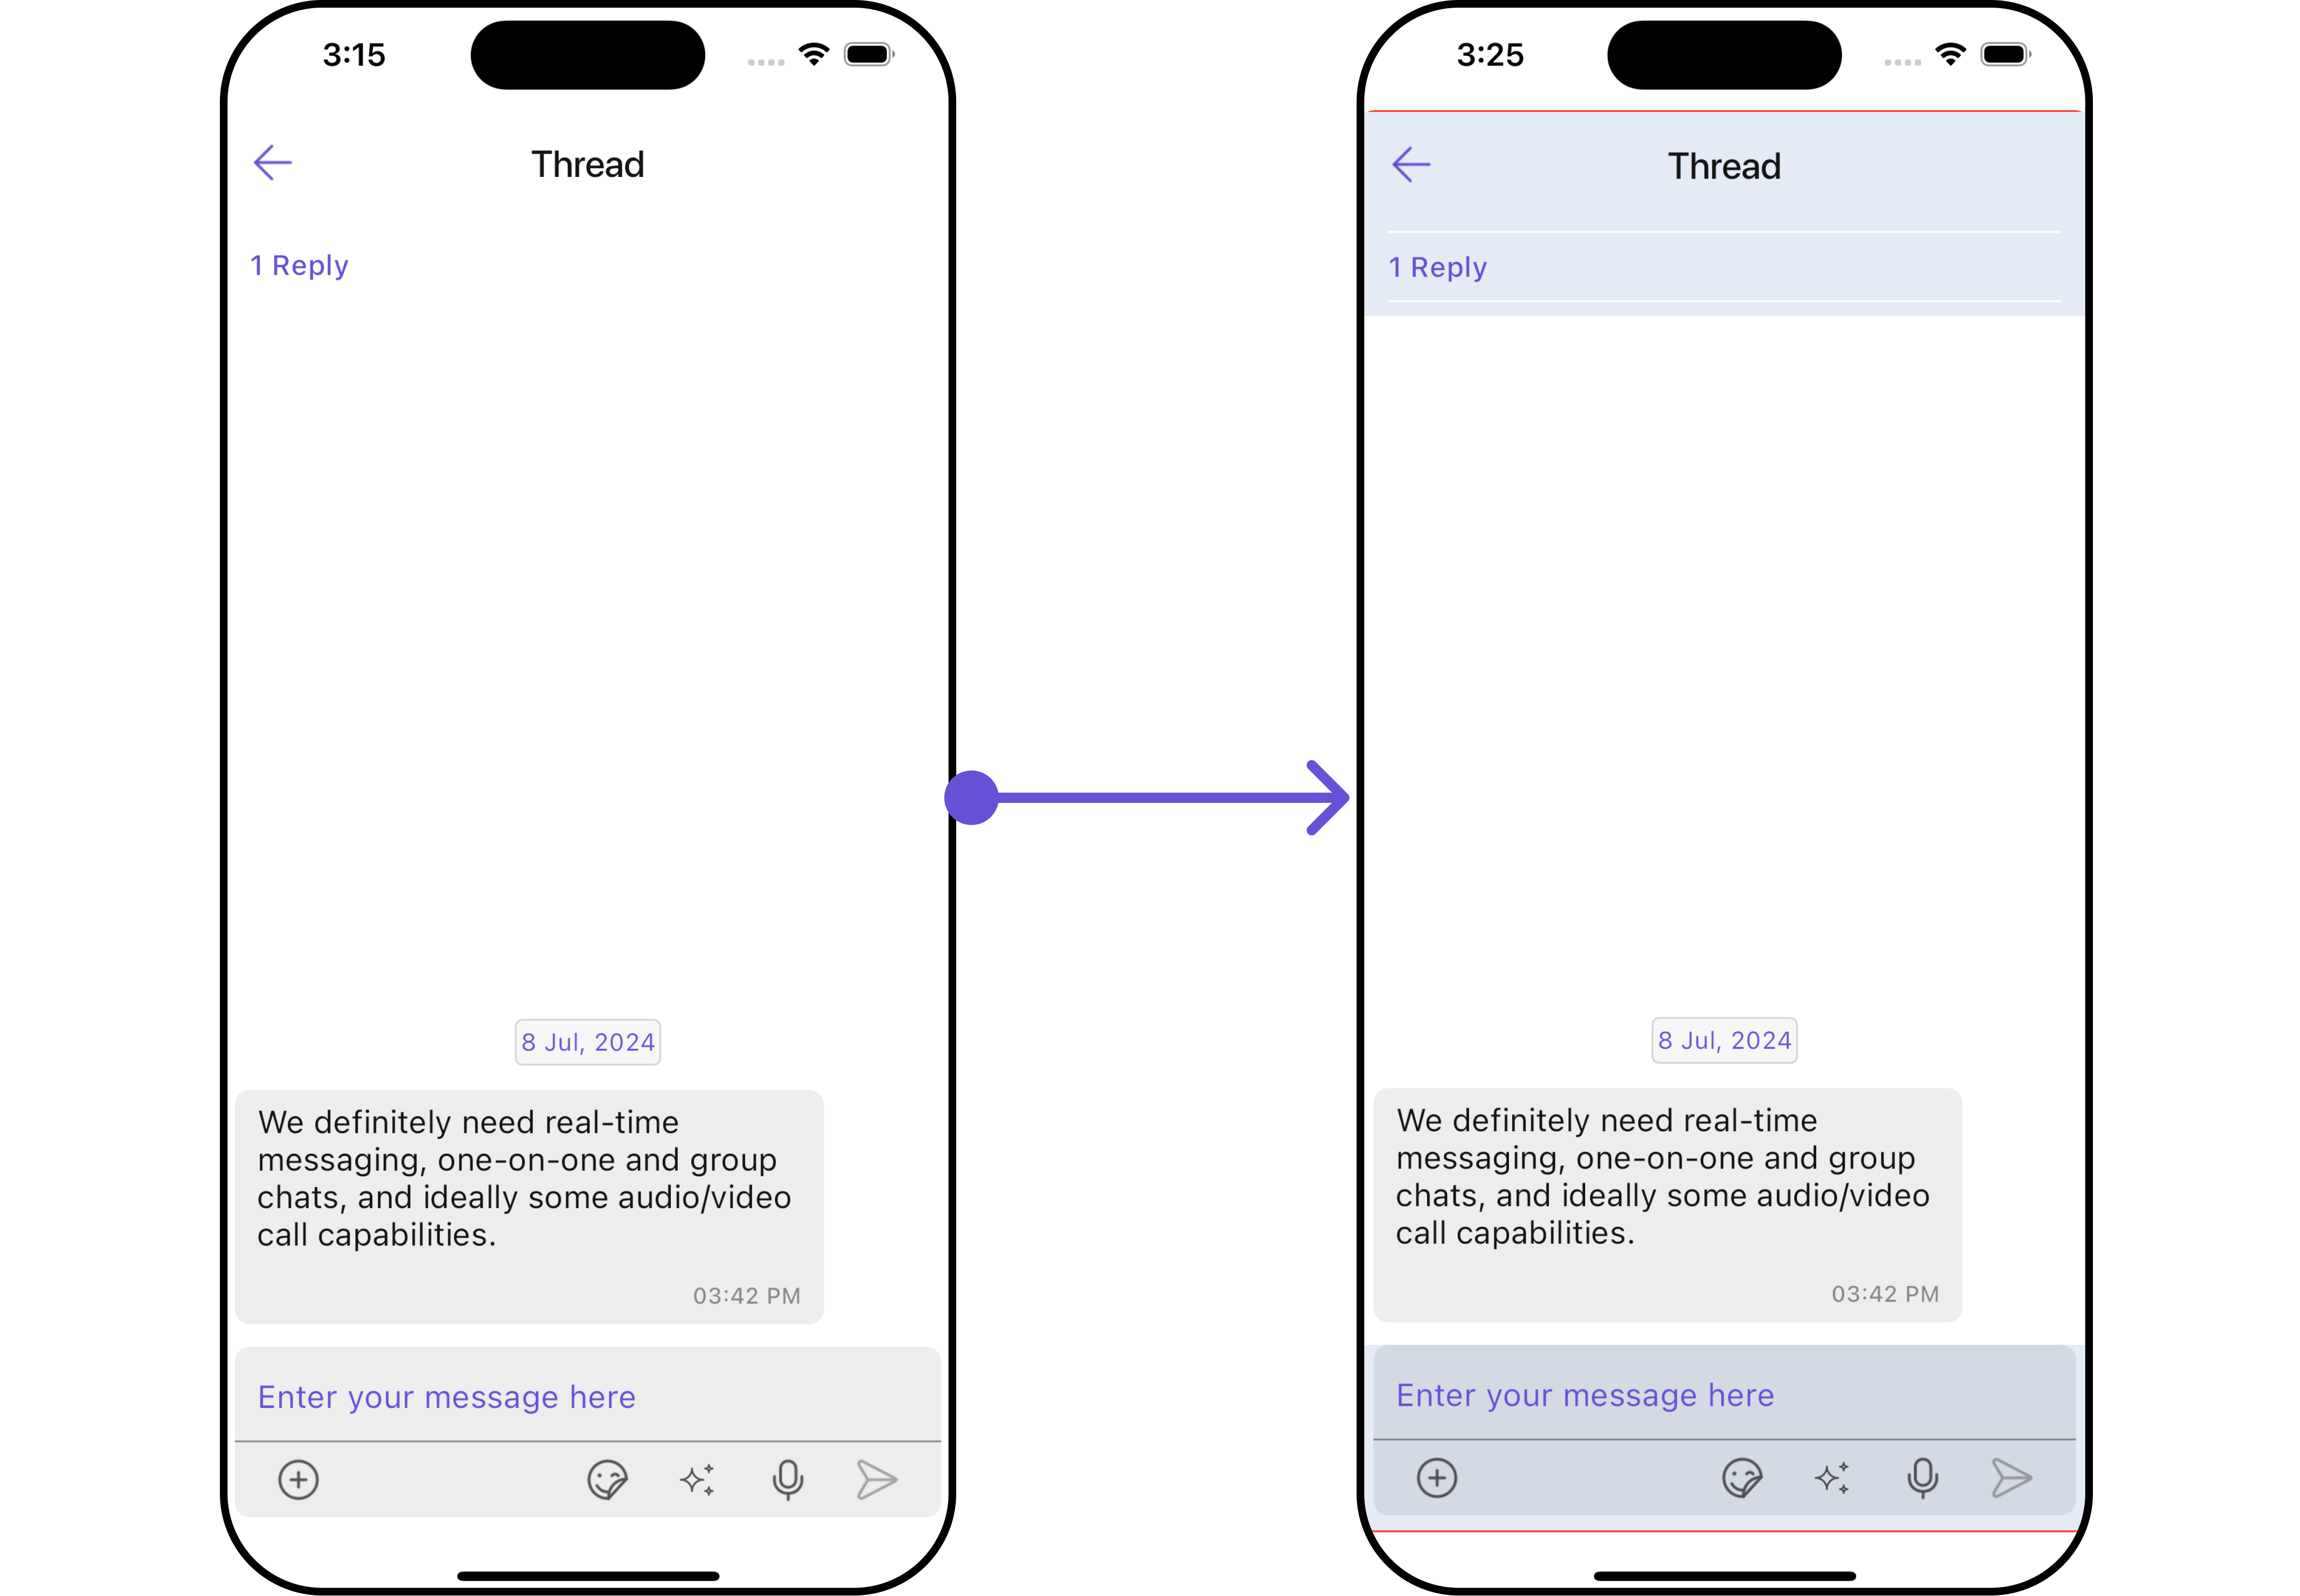 3:15
Thread
1 Reply
8 Jul, 2024
We definitely need real-time
messaging, one-on-one and group
chats, and ideally some audio/video
call capabilities.
03:42 PM
Enter your message here
3:25
Thread
1 Reply
8 Jul, 2024
We definitely need real-time
messaging, one-on-one and group
chats, and ideally some audio/video
call capabilities.
03:42 PM
Enter your message here